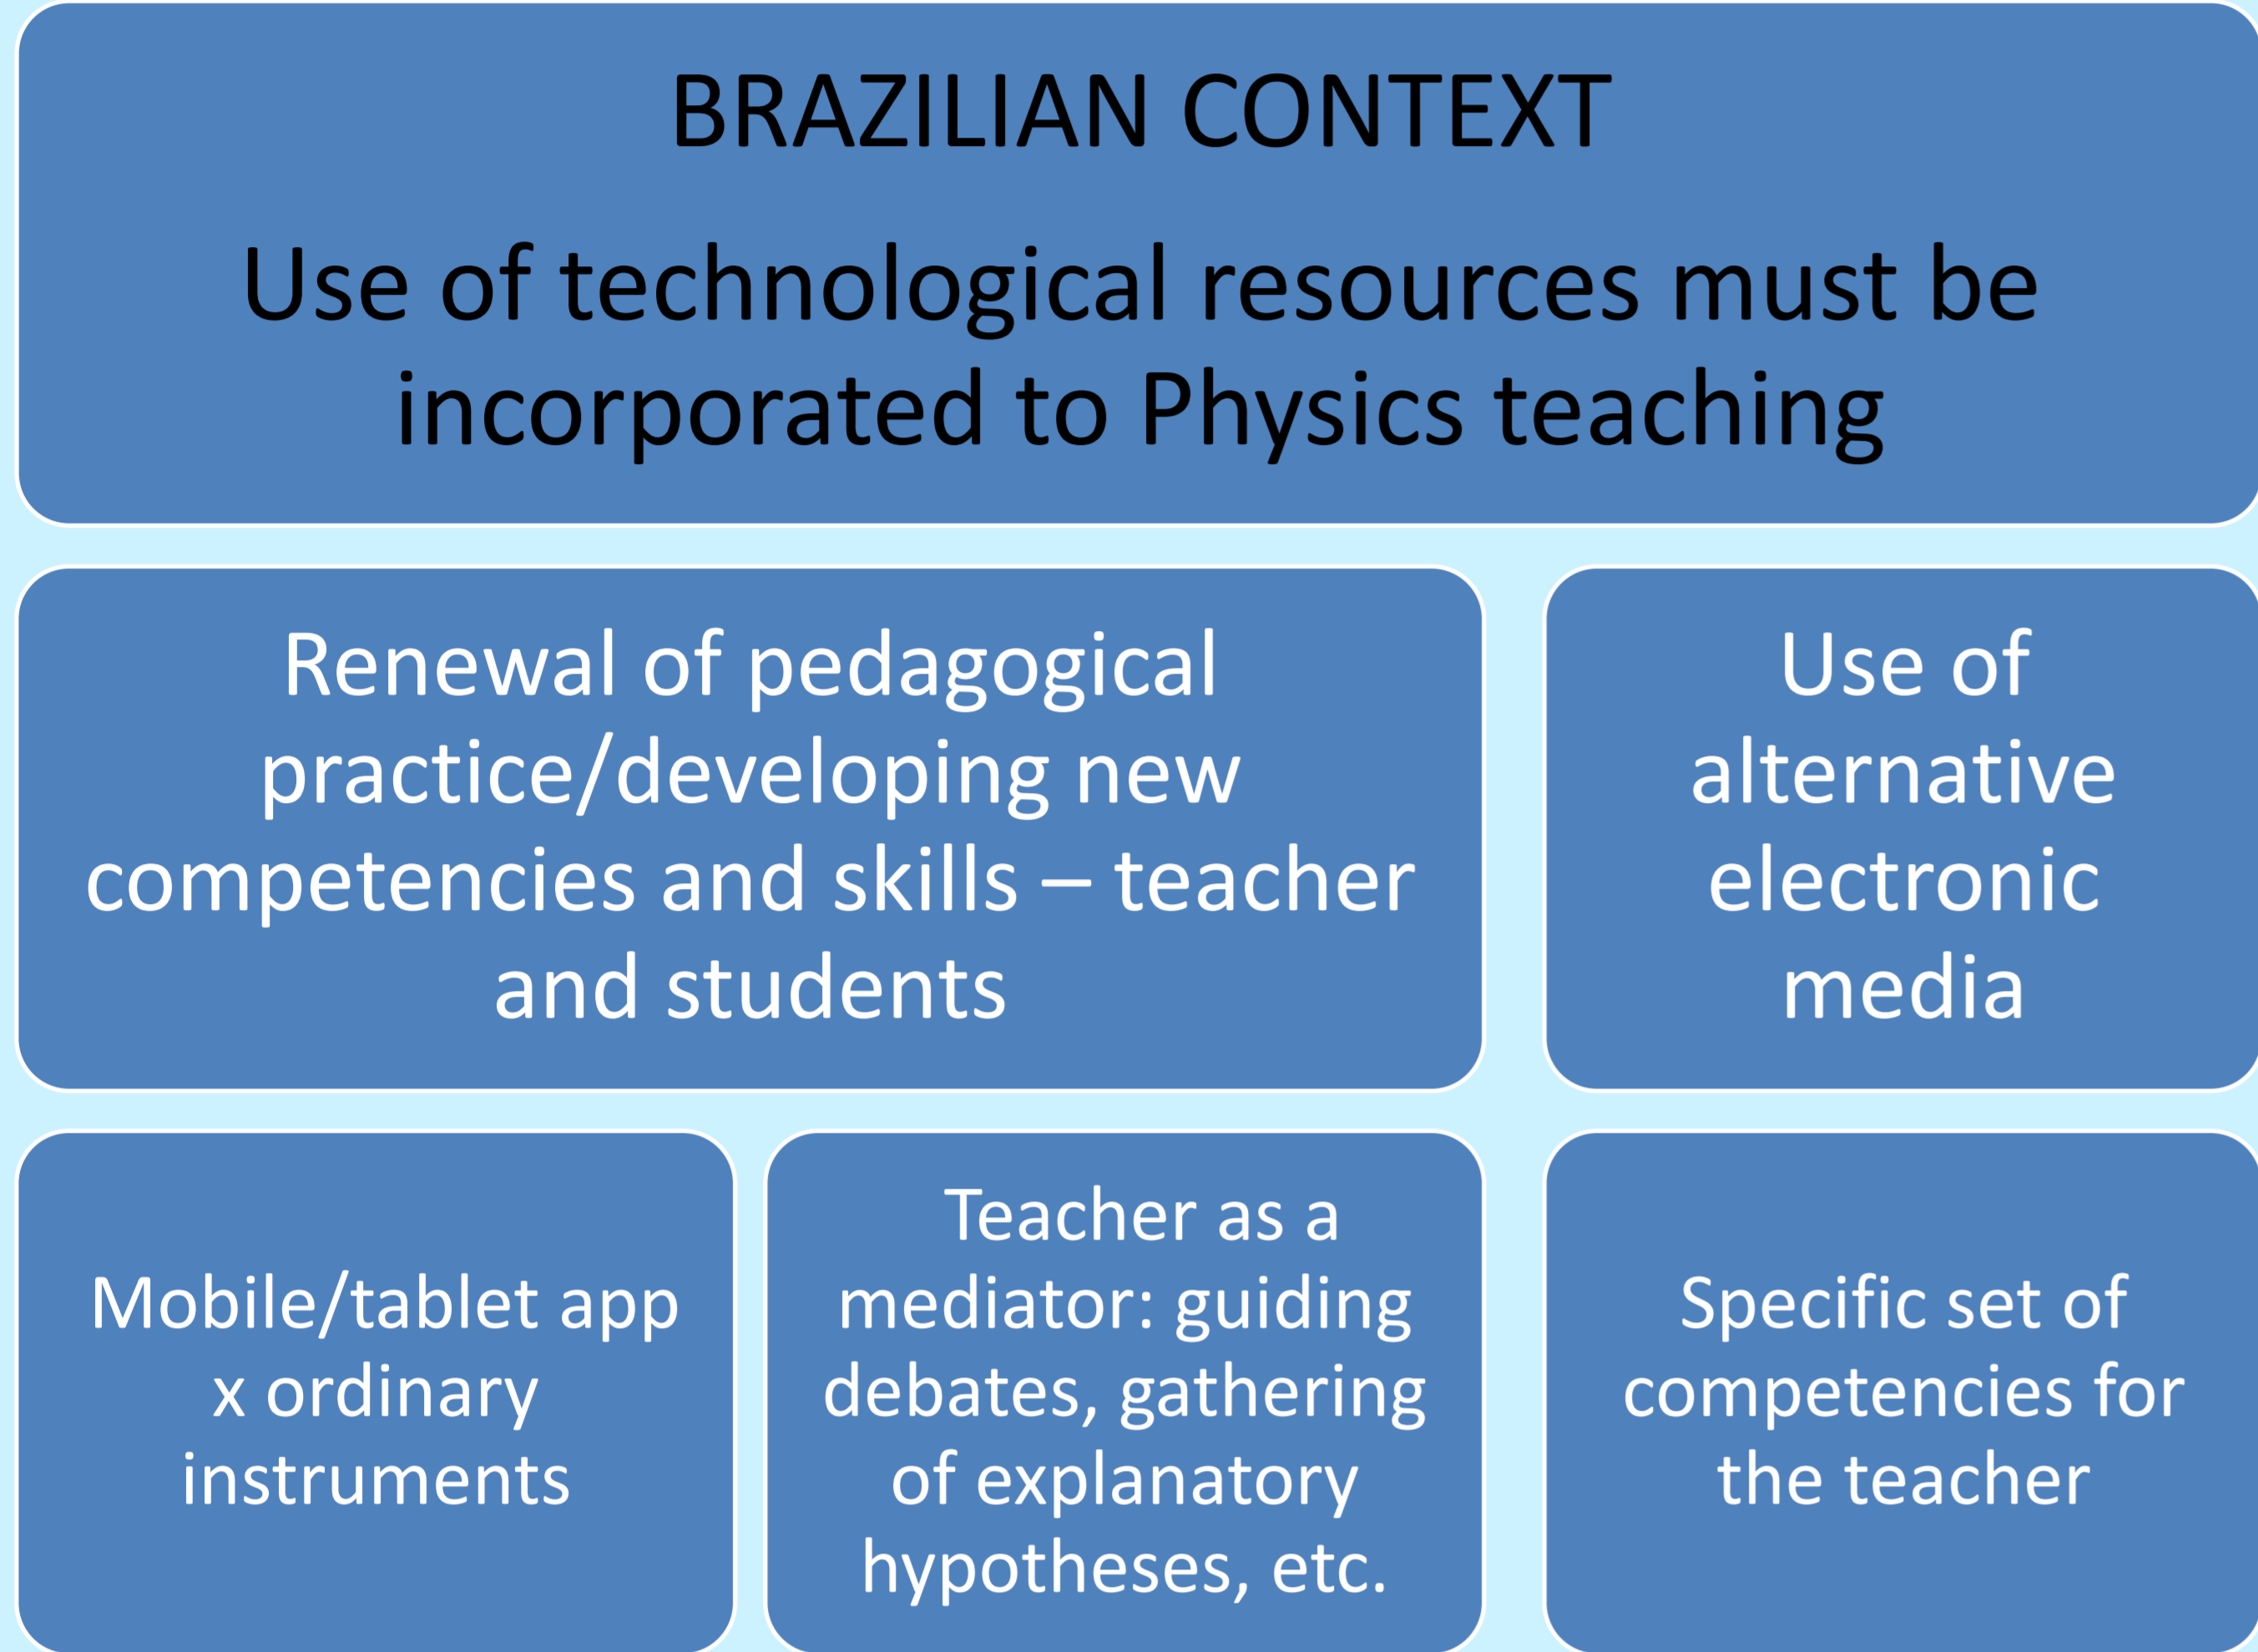 BRAZILIAN CONTEXT
Use of technological resources must be
incorporated to Physics teaching
Renewal of pedagogical
practice/developing new
competencies and skills – teacher
and students
Use of
alternative
electronic
media
Mobile/tablet app
x ordinary
instruments
Teacher as a
mediator: guiding
debates, gathering
of explanatory
hypotheses, etc.
Specific set of
competencies for
the teacher